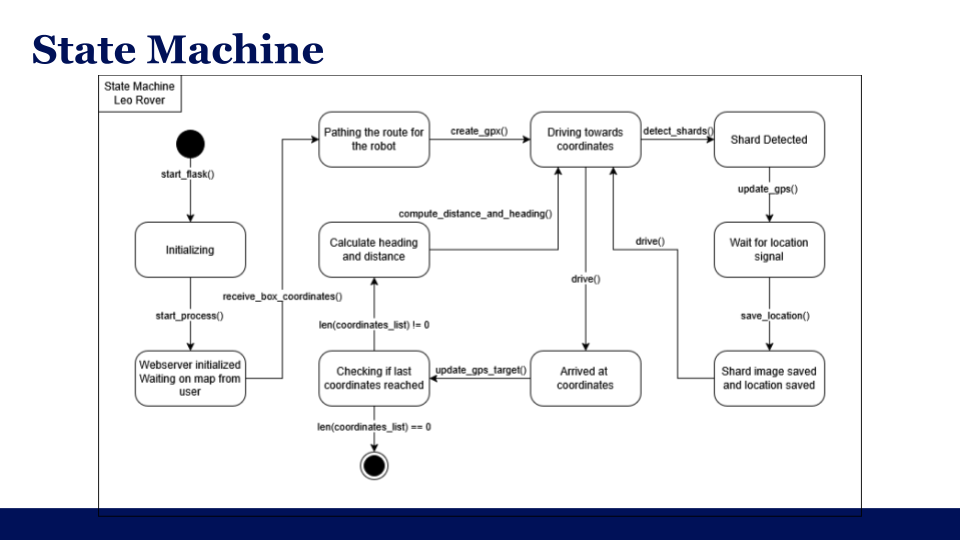 State Machine
State Machine
Leo Rover
start_flask()
Initializing
start_process()
Webserver initialized
Waiting on map from
user
receive_box_coordinates()
Pathing the route for
the robot
create_gpx()
Driving towards
coordinates
detect_shards()
Shard Detected
update_gps()
Wait for location
signal
save_location()
Shard image saved
and location saved
drive()
drive()
Arrived at
coordinates
update_gps_target()
Checking if last
coordinates reached
len(coordinates_list) != 0
Calculate heading
and distance
compute_distance_and_heading()
len(coordinates_list) == 0